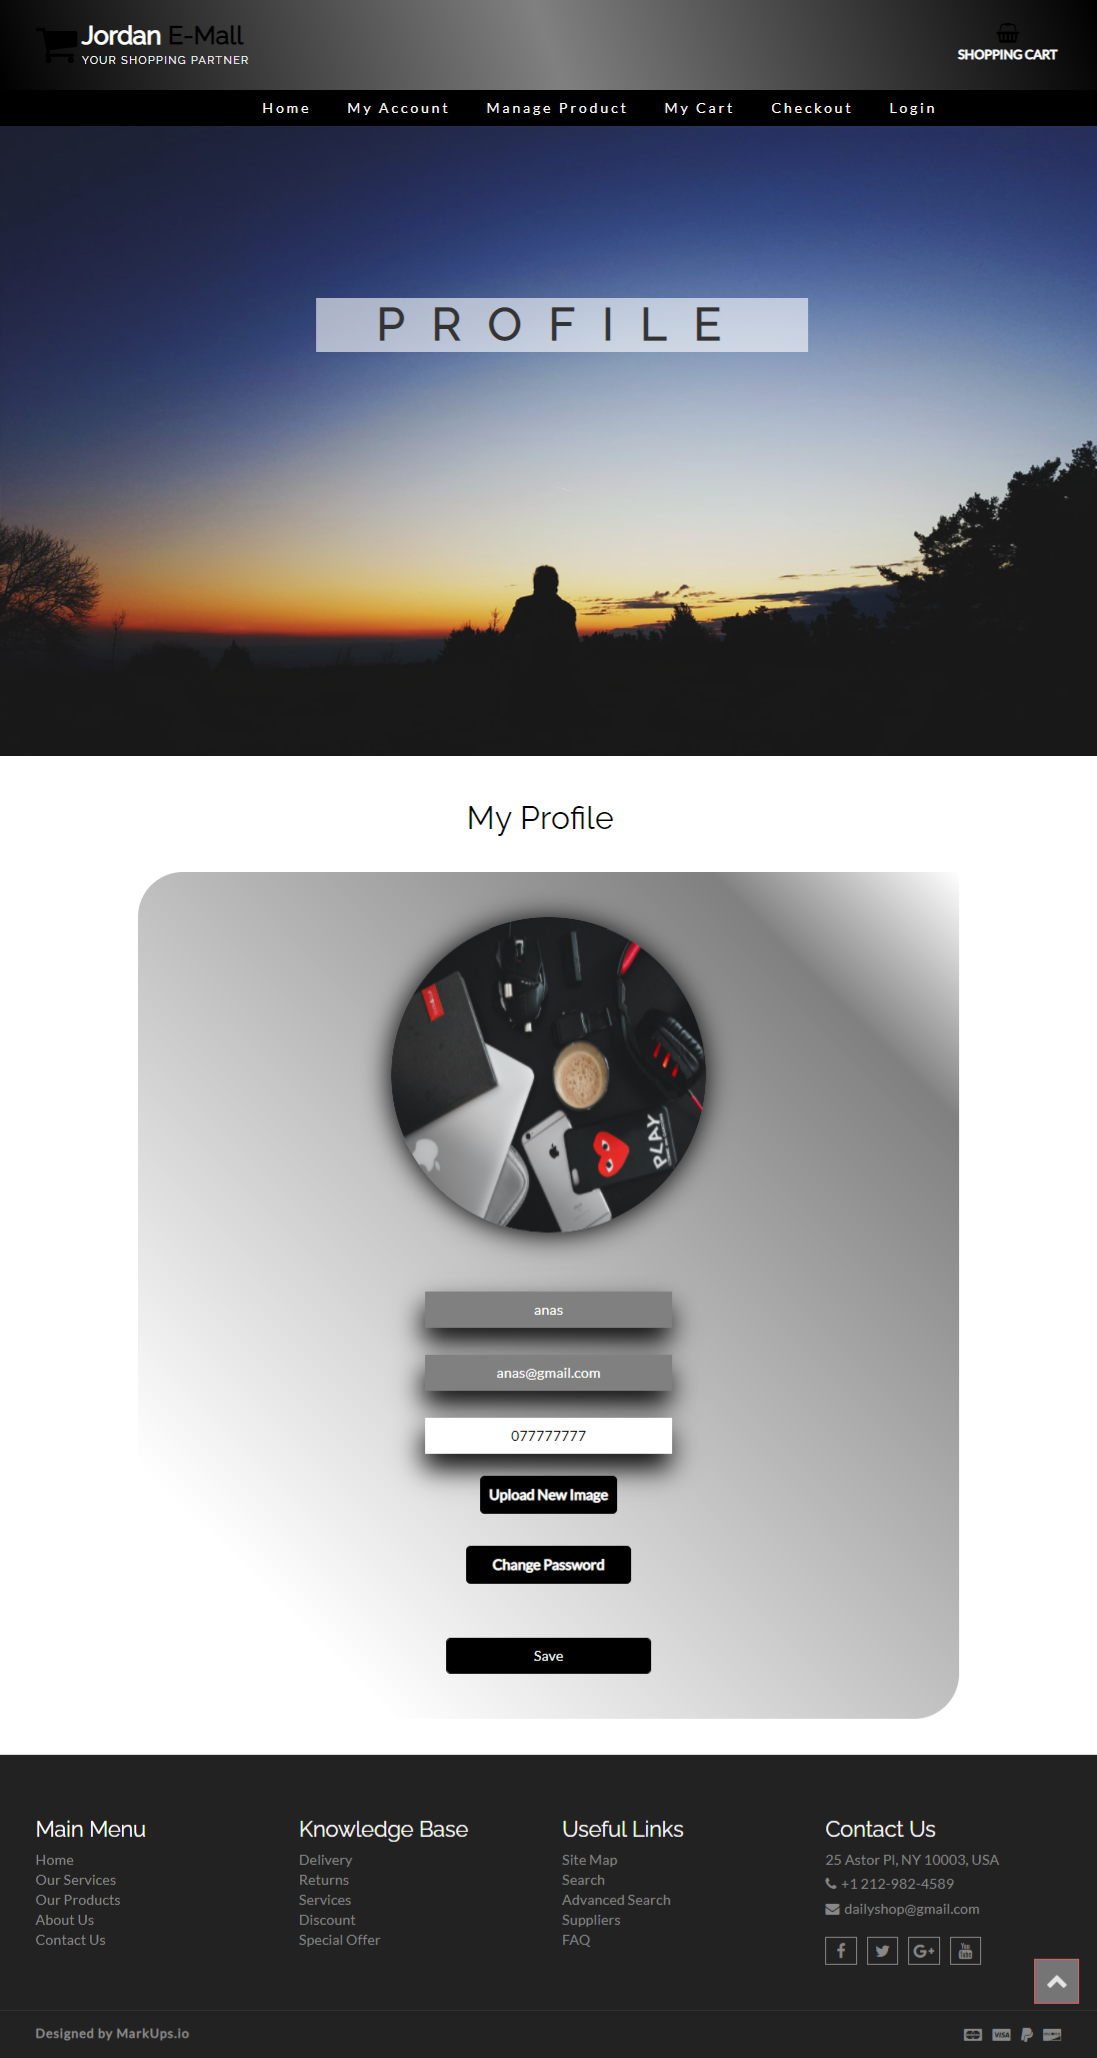 Jordan E-Mall
YOUR SHOPPING PARTNER
SHOPPING CART
Home My Account Manage Product My Cart Checkout Login
PROFILE
My Profile
PLAY
anas
anas@gmail.com
077777777
Upload New Image
Change Password
Save
Main Menu
Home
Our Services
Our Products
About Us
Contact Us
Knowledge Base
Delivery
Returns
Services
Discount
Special Offer
Useful Links
Site Map
Search
Advanced Search
Suppliers
FAQ
Contact Us
25 Astor Pl, NY 10003, USA
+1 212-982-4589
dailyshop@gmail.com
Designed by MarkUps.io
VISA